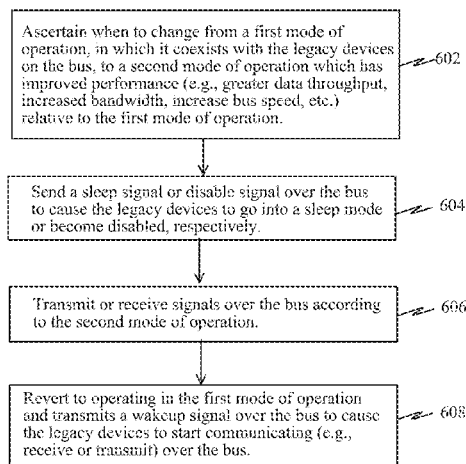 Ascertain when to change from a first mode of
operation, in which it coexists with the legacy devices
on the bus, to a second mode of operation which has
improved performance (e.g., greater data throughput,
increased bandwidth, increase bus speed, etc.)
relative to the first mode of operation.
602
Send a sleep signal or disable signal over the bus
to cause the legacy devices to go into a sleep mode
or become disabled, respectively.
604
Transmit or receive signals over the bus according
to the second mode of operation.
606
Revert to operating in the first mode of operation
and transmits a wakeup signal over the bus to cause
the legacy devices to start communicating (e.g.,
receive or transmit) over the bus.
608